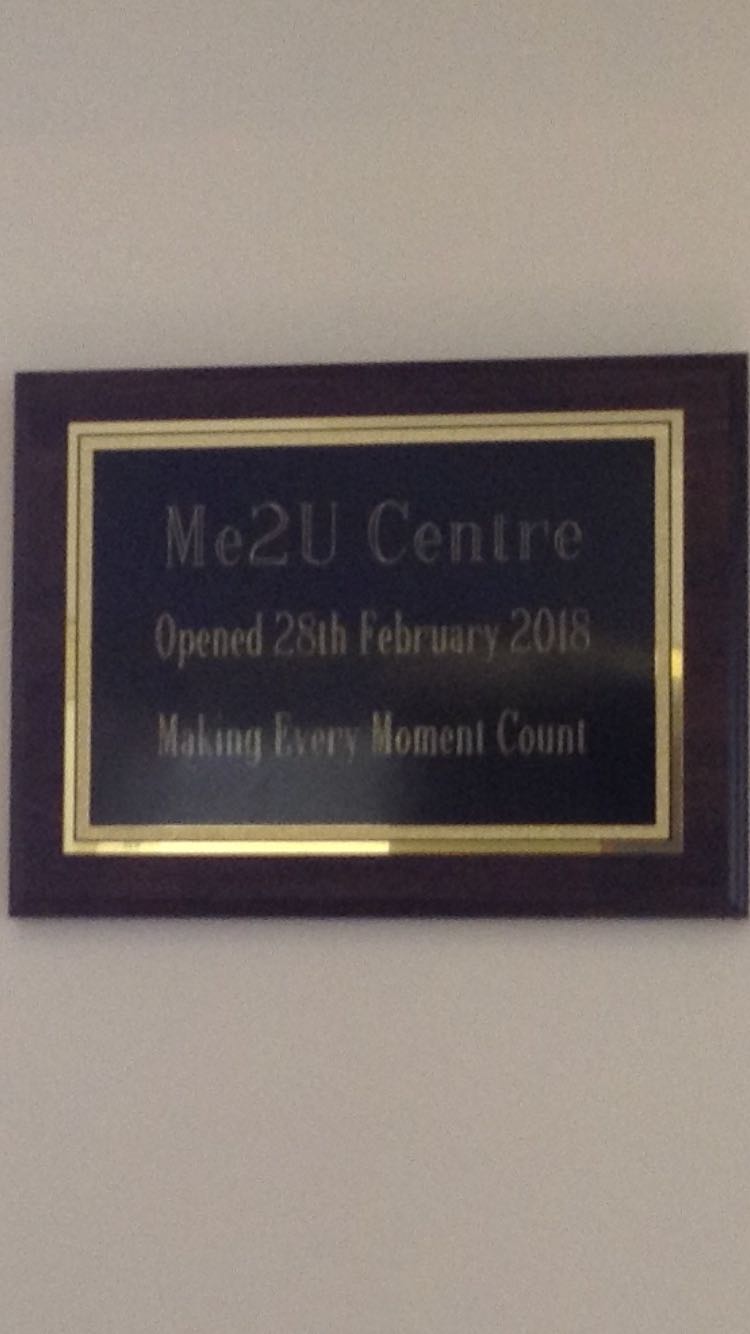 Me2U Centre
Opened 28th February 2018
Making Every Moment Count